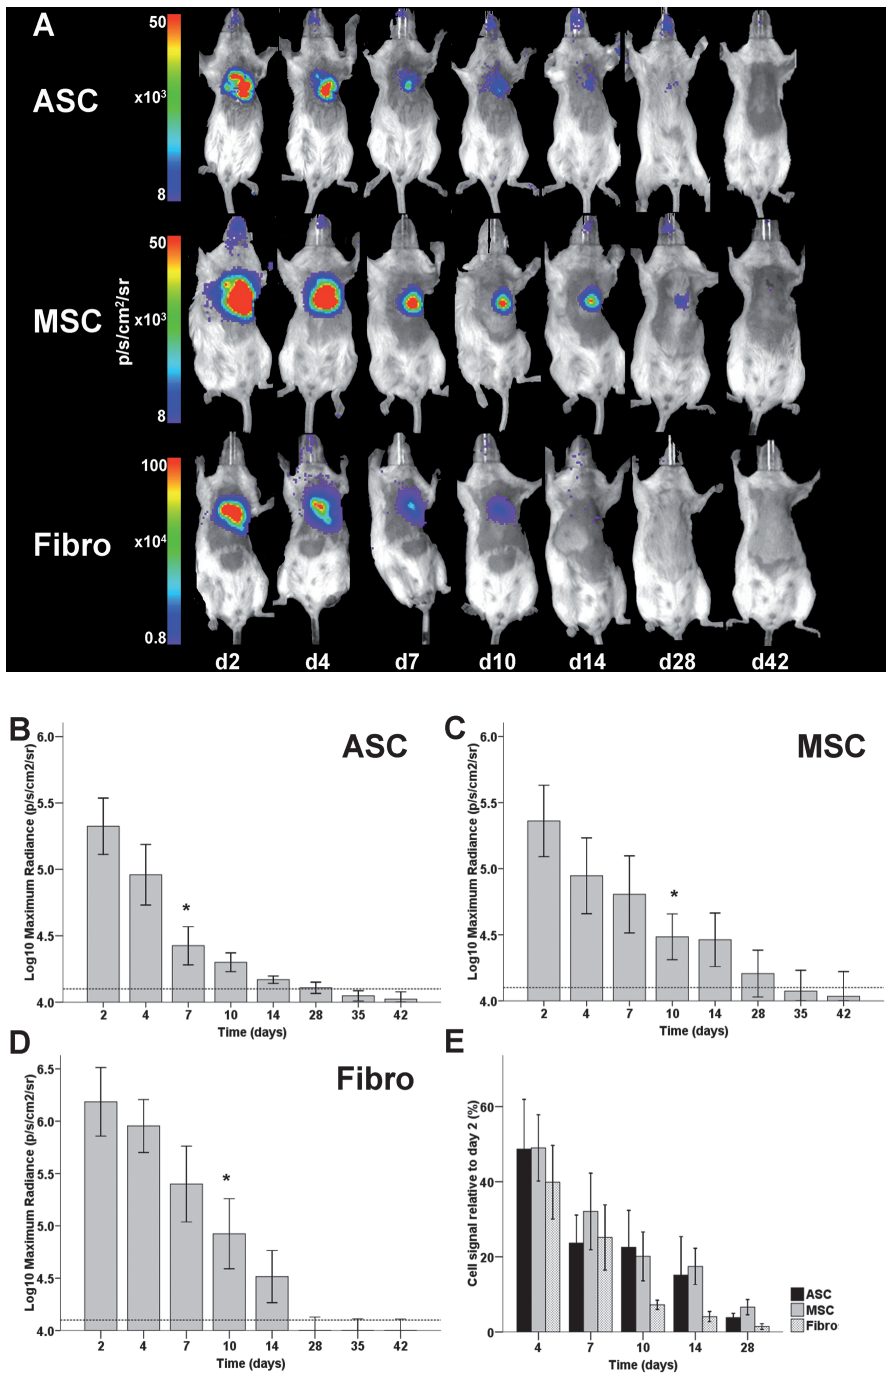 A
50
x10³
8
ASC
50
x10³
8
MSC
p/s/cm²/sr
100
x10⁴
0.8
Fibro
d2 d4 d7 d10 d14 d28 d42
B
ASC
Log10 Maximum Radiance (p/s/cm2/sr)
6.0
5.5
5.0
4.5
4.0
*
2 4 7 10 14 28 35 42
Time (days)
C
MSC
Log10 Maximum Radiance (p/s/cm2/sr)
6.0
5.5
5.0
4.5
4.0
*
2 4 7 10 14 28 35 42
Time (days)
D
Fibro
Log10 Maximum Radiance (p/s/cm2/sr)
6.5
6.0
5.5
5.0
4.5
4.0
*
2 4 7 10 14 28 35 42
Time (days)
E
Cell signal relative to day 2 (%)
60
40
20
0
4 7 10 14 28
Time (days)
ASC
MSC
Fibro